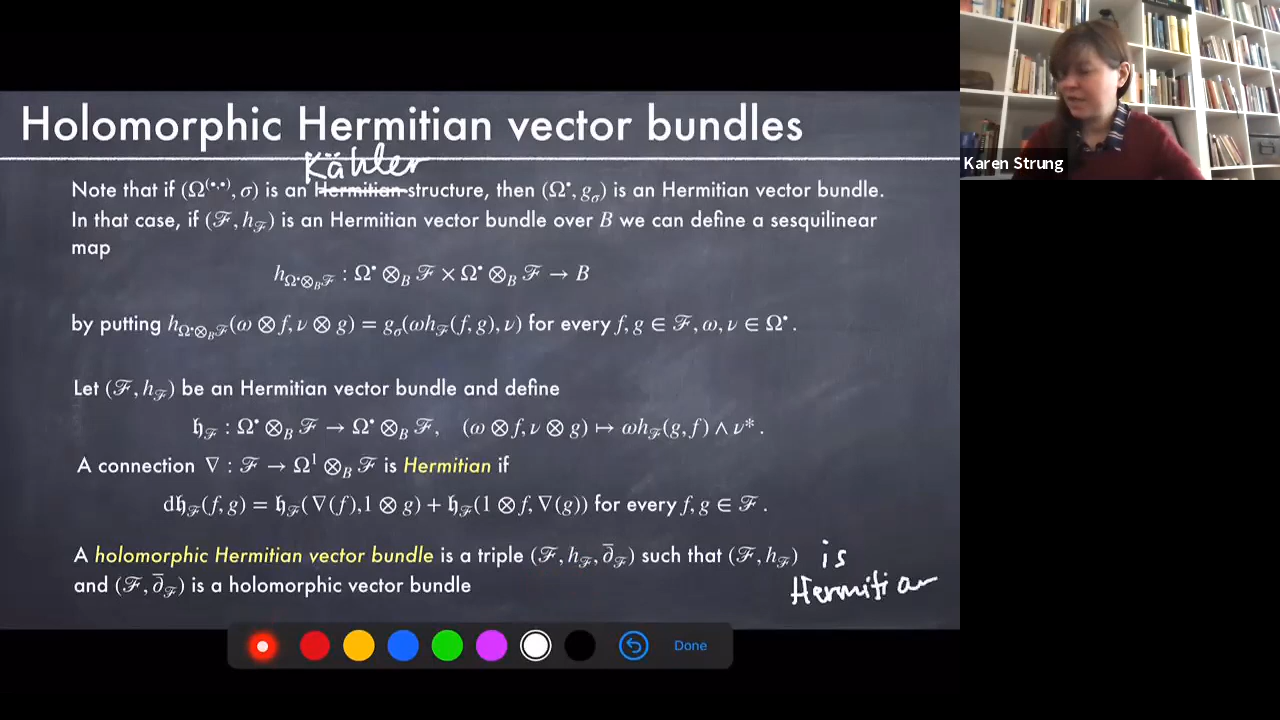 Holomorphic Hermitian vector bundles
Kähler
Note that if (Ω^(•,•), σ) is an Hermitian structure, then (Ω^•, g_σ) is an Hermitian vector bundle.
In that case, if (ℱ, h_ℱ) is an Hermitian vector bundle over B we can define a sesquilinear
map
h_{Ω^•⊗_Bℱ} : Ω^• ⊗_B ℱ × Ω^• ⊗_B ℱ → B
by putting h_{Ω^•⊗_Bℱ}(ω ⊗ f, ν ⊗ g) = g_σ(ωh_ℱ(f, g), ν) for every f, g ∈ ℱ, ω, ν ∈ Ω^•.
Let (ℱ, h_ℱ) be an Hermitian vector bundle and define
𝔥_ℱ : Ω^• ⊗_B ℱ → Ω^• ⊗_B ℱ, (ω ⊗ f, ν ⊗ g) ↦ ωh_ℱ(g, f) ∧ ν*.
A connection ∇ : ℱ → Ω^1 ⊗_B ℱ is Hermitian if
d𝔥_ℱ(f, g) = 𝔥_ℱ(∇(f), 1 ⊗ g) + 𝔥_ℱ(1 ⊗ f, ∇(g)) for every f, g ∈ ℱ.
A holomorphic Hermitian vector bundle is a triple (ℱ, h_ℱ, ∂̄_ℱ) such that (ℱ, h_ℱ) is
Hermitian
and (ℱ, ∂̄_ℱ) is a holomorphic vector bundle
Done
Karen Strung